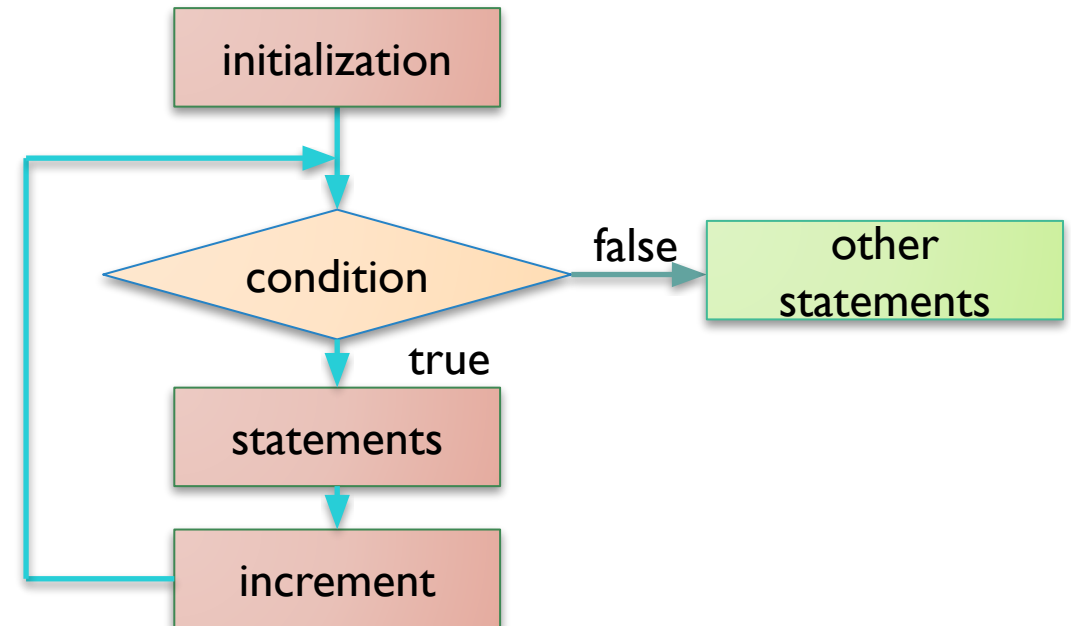 initialization
condition
false
other
statements
true
statements
increment